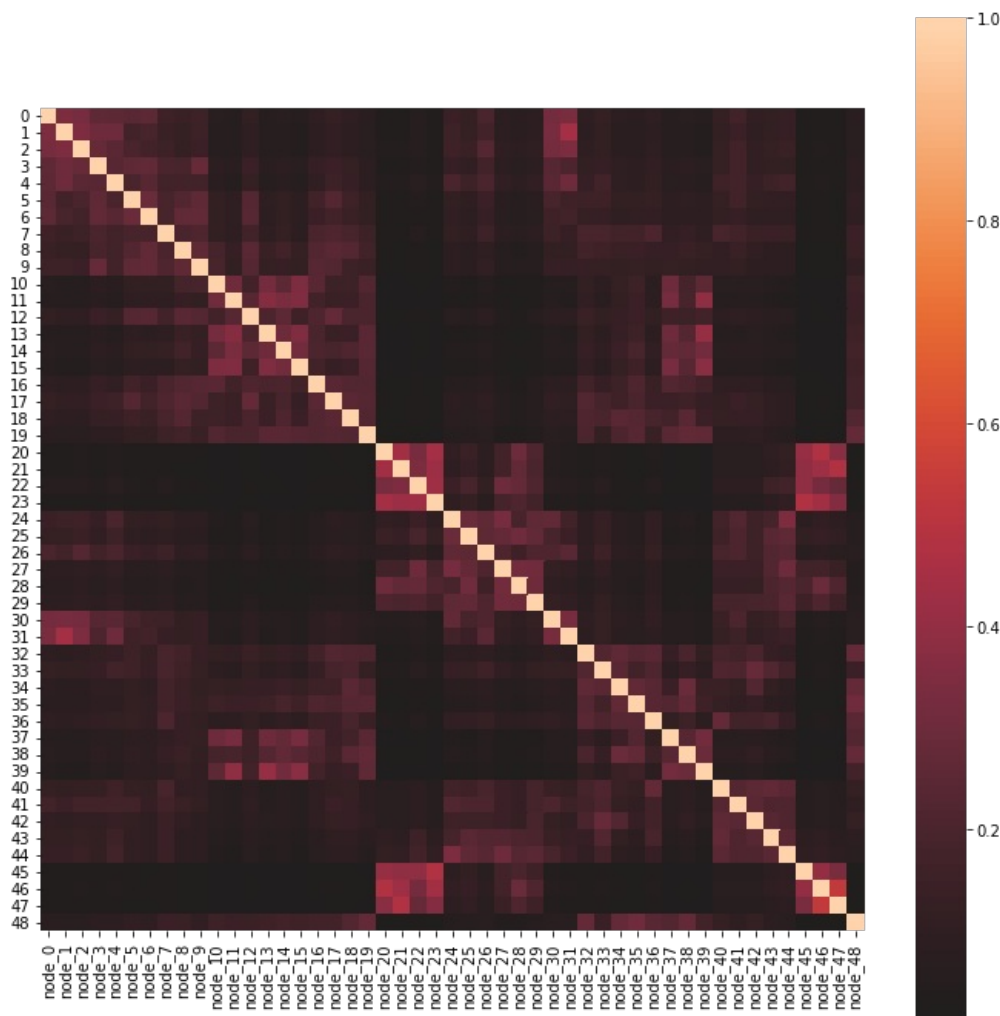 1.0
0.8
0.6
0.4
0.2
0
1
2
3
4
5
6
7
8
9
10
11
12
13
14
15
16
17
18
19
20
21
22
23
24
25
26
27
28
29
30
31
32
33
34
35
36
37
38
39
40
41
42
43
44
45
46
47
48
node_0
node_1
node_2
node_3
node_4
node_5
node_6
node_7
node_8
node_9
node_10
node_11
node_12
node_13
node_14
node_15
node_16
node_17
node_18
node_19
node_20
node_21
node_22
node_23
node_24
node_25
node_26
node_27
node_28
node_29
node_30
node_31
node_32
node_33
node_34
node_35
node_36
node_37
node_38
node_39
node_40
node_41
node_42
node_43
node_44
node_45
node_46
node_47
node_48